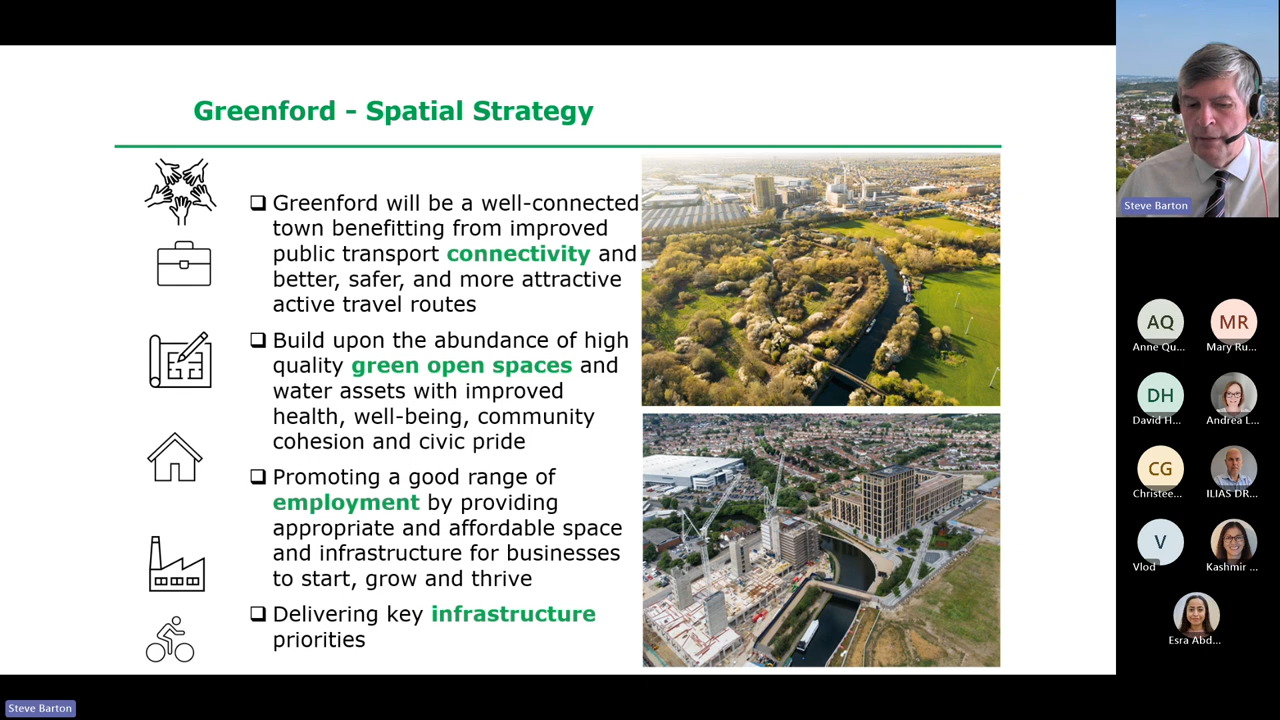 Greenford - Spatial Strategy
❑ Greenford will be a well-connected
town benefitting from improved
public transport connectivity and
better, safer, and more attractive
active travel routes
❑ Build upon the abundance of high
quality green open spaces and
water assets with improved
health, well-being, community
cohesion and civic pride
❑ Promoting a good range of
employment by providing
appropriate and affordable space
and infrastructure for businesses
to start, grow and thrive
❑ Delivering key infrastructure
priorities
Steve Barton
AQ
Anne Qu...
MR
Mary Ru...
DH
David H...
Andrea L...
CG
Christee...
ILIAS DR...
V
Vlod
Kashmir ...
Esra Abd...
Steve Barton